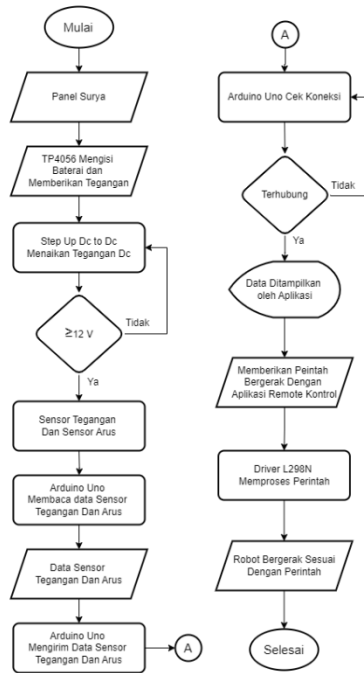 Mulai
Panel Surya
TP4056 Mengisi
Baterai dan
Memberikan Tegangan
Step Up Dc to Dc
Menaikan Tegangan Dc
≥12 V
Tidak
Ya
Sensor Tegangan
Dan Sensor Arus
Arduino Uno
Membaca data Sensor
Tegangan Dan Arus
Data Sensor
Tegangan Dan Arus
Arduino Uno
Mengirim Data Sensor
Tegangan Dan Arus
A
A
Arduino Uno Cek Koneksi
Terhubung
Tidak
Ya
Data Ditampilkan
oleh Aplikasi
Memberikan Peintah
Bergerak Dengan
Aplikasi Remote Kontrol
Driver L298N
Memproses Perintah
Robot Bergerak Sesuai
Dengan Perintah
Selesai